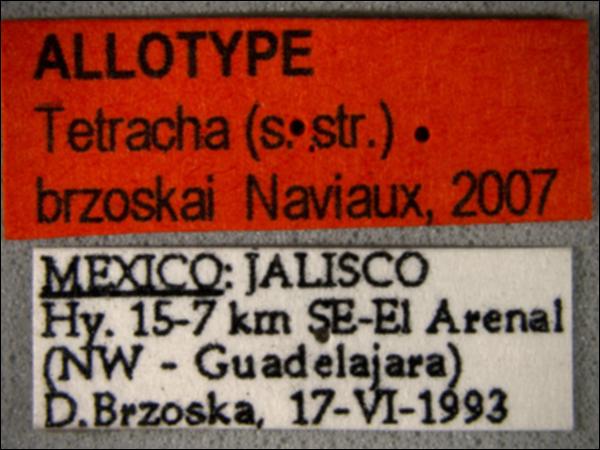 ALLOTYPE
Tetracha (s. str.)
brzoskai Naviaux, 2007
MEXICO: JALISCO
Hy. 15-7 km SE-El Arenal
(NW - Guadelajara)
D.Brzoska, 17-VI-1993